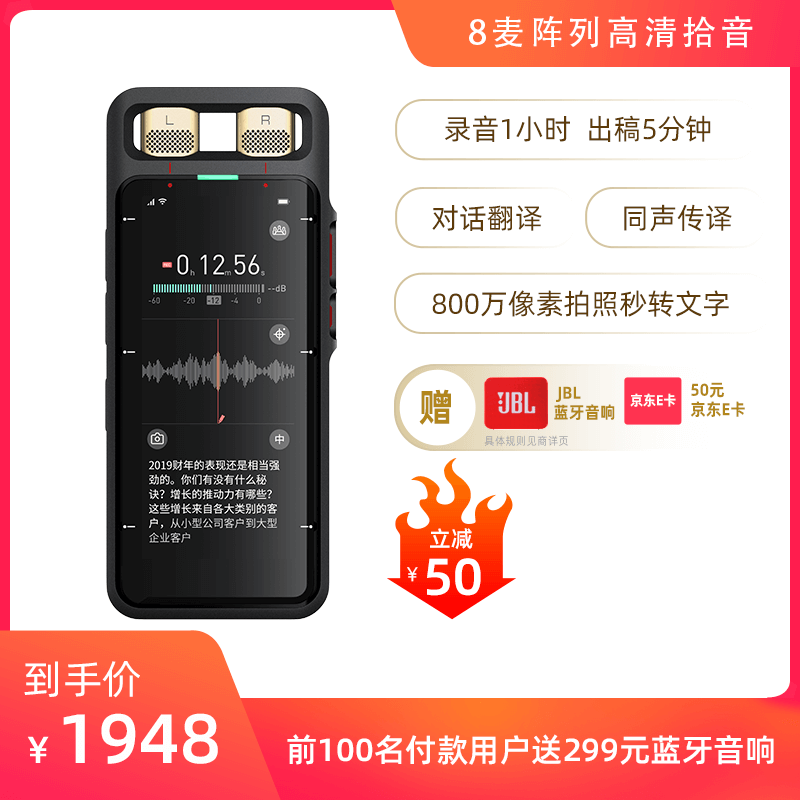 8麦阵列高清拾音
L
R
录音1小时 出稿5分钟
对话翻译
同声传译
REC
0h12m56s
--dB
-60 -20 -12 -4 0
800万像素拍照秒转文字
赠
JBL
JBL
蓝牙音响
京东E卡
50元
京东E卡
具体规则见商详页
中
2019财年的表现还是相当强
劲的。你们有没有什么秘
诀？增长的推动力有哪些？
这些增长来自各大类别的客
户，从小型公司客户到大型
企业客户
立减
¥50
到手价
¥1948
前100名付款用户送299元蓝牙音响